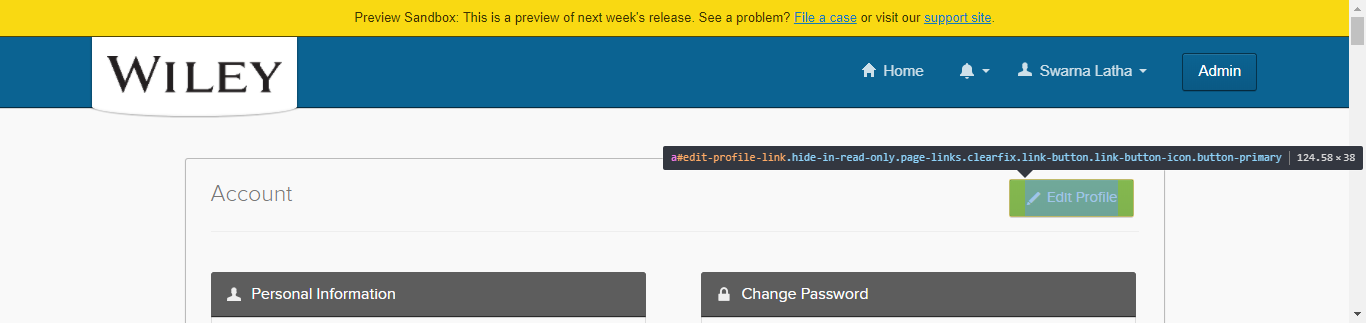 Preview Sandbox: This is a preview of next week's release. See a problem? File a case or visit our support site.
WILEY
Home
Swarna Latha
Admin
a#edit-profile-link.hide-in-read-only.page-links.clearfix.link-button.link-button-icon.button-primary | 124.58 × 38
Account
Edit Profile
Personal Information
Change Password